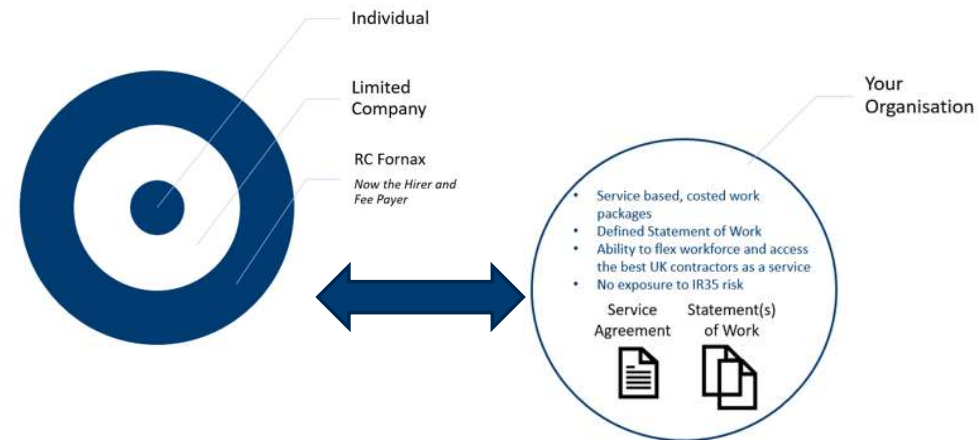 Individual
Limited
Company
RC Fornax
Now the Hirer and
Fee Payer
Your
Organisation
• Service based, costed work
packages
• Defined Statement of Work
• Ability to flex workforce and access
the best UK contractors as a service
• No exposure to IR35 risk
Service
Agreement
Statement(s)
of Work